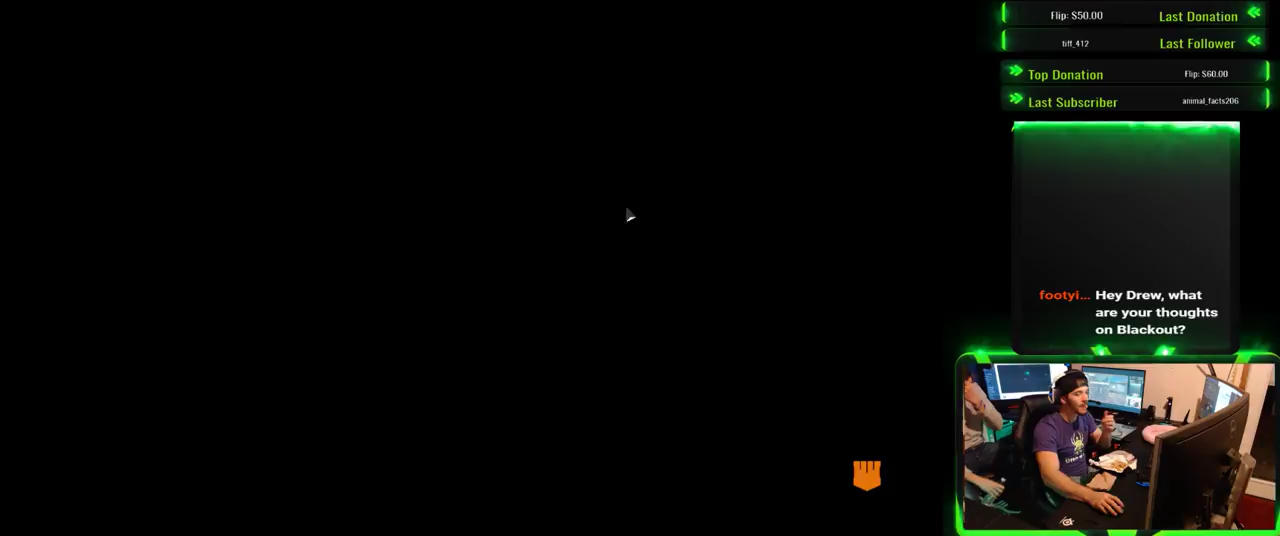 Flip: $50.00 Last Donation
tiff_412 Last Follower
Top Donation Flip: $60.00
Last Subscriber animal_facts206
footyi... Hey Drew, what
are your thoughts
on Blackout?